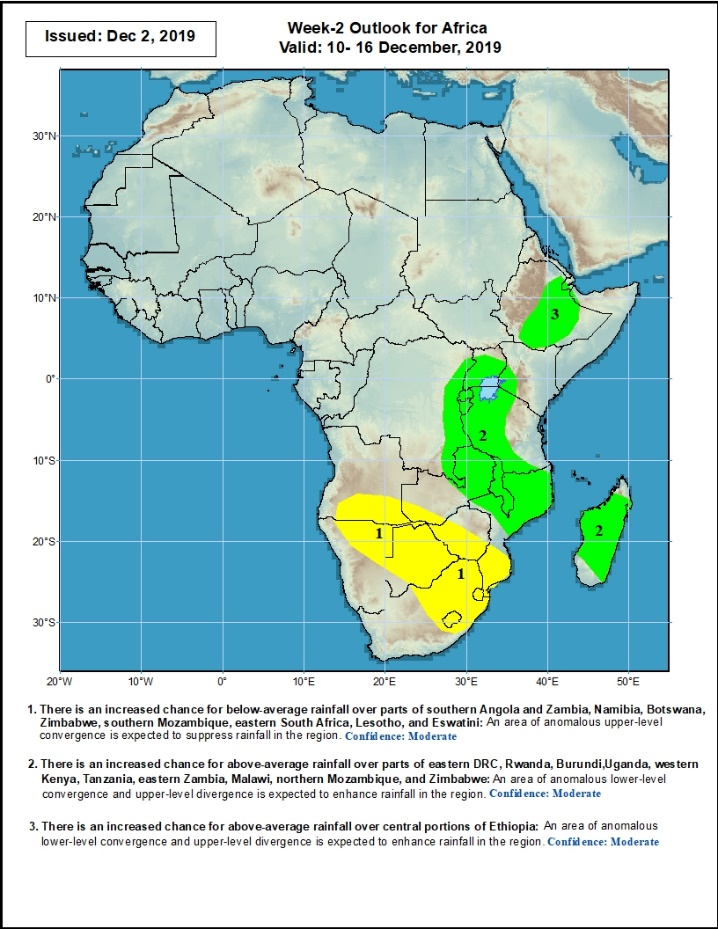 Issued: Dec 2, 2019
Week-2 Outlook for Africa
Valid: 10- 16 December, 2019
30°N
20°N
10°N
3
0°
2
10°S
1
2
20°S
1
30°S
20°W 10°W 0° 10°E 20°E 30°E 40°E 50°E
1. There is an increased chance for below-average rainfall over parts of southern Angola and Zambia, Namibia, Botswana,
Zimbabwe, southern Mozambique, eastern South Africa, Lesotho, and Eswatini: An area of anomalous upper-level
convergence is expected to suppress rainfall in the region. Confidence: Moderate
2. There is an increased chance for above-average rainfall over parts of eastern DRC, Rwanda, Burundi,Uganda, western
Kenya, Tanzania, eastern Zambia, Malawi, northern Mozambique, and Zimbabwe: An area of anomalous lower-level
convergence and upper-level divergence is expected to enhance rainfall in the region. Confidence: Moderate
3. There is an increased chance for above-average rainfall over central portions of Ethiopia: An area of anomalous
lower-level convergence and upper-level divergence is expected to enhance rainfall in the region. Confidence: Moderate